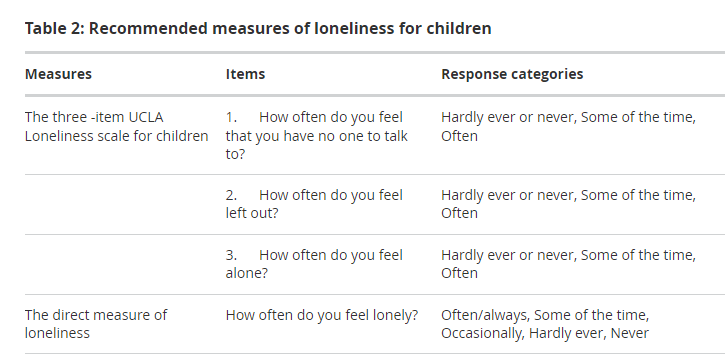 Table 2: Recommended measures of loneliness for children
Measures Items Response categories
The three -item UCLA 1. How often do you feel Hardly ever or never, Some of the time,
Loneliness scale for children that you have no one to talk Often
to?
2. How often do you feel Hardly ever or never, Some of the time,
left out? Often
3. How often do you feel Hardly ever or never, Some of the time,
alone? Often
The direct measure of How often do you feel lonely? Often/always, Some of the time,
loneliness Occasionally, Hardly ever, Never